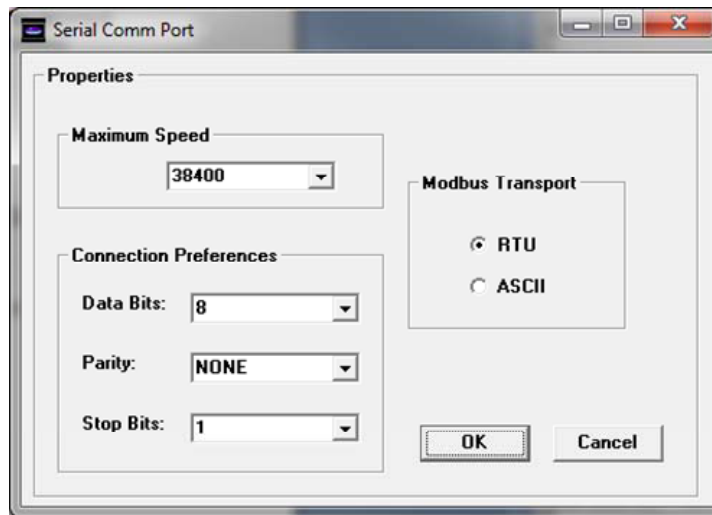 Serial Comm Port
Properties
Maximum Speed
38400
Modbus Transport
RTU
ASCII
Connection Preferences
Data Bits: 8
Parity: NONE
Stop Bits: 1
OK Cancel